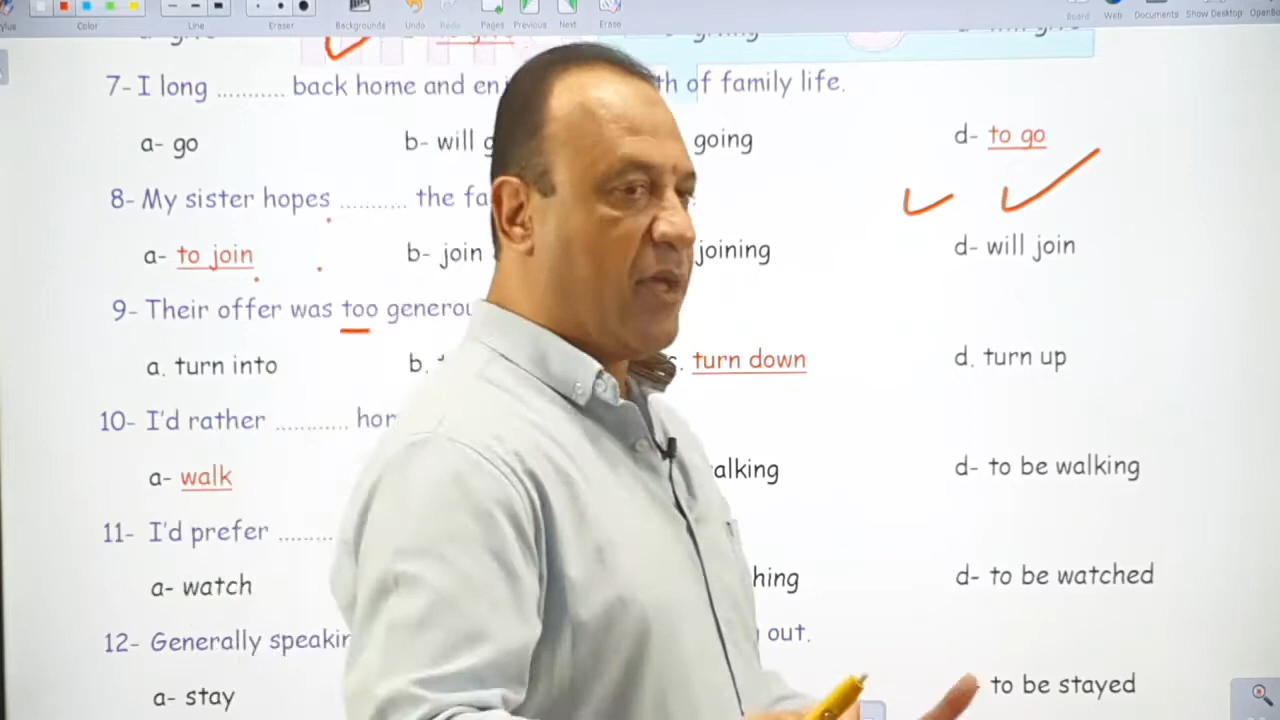 Color Line Eraser Backgrounds Undo Redo Pages Previous Next Erase Board Web Documents Show Desktop
7- I long ........... back home and en th of family life.
a- go b- will g going d- to go
8- My sister hopes ........... the fa
a- to join b- join joining d- will join
9- Their offer was too generou
a. turn into b. c. turn down d. turn up
10- I'd rather ............ hor
a- walk alking d- to be walking
11- I'd prefer .........
a- watch hing d- to be watched
12- Generally speakin out.
a- stay to be stayed